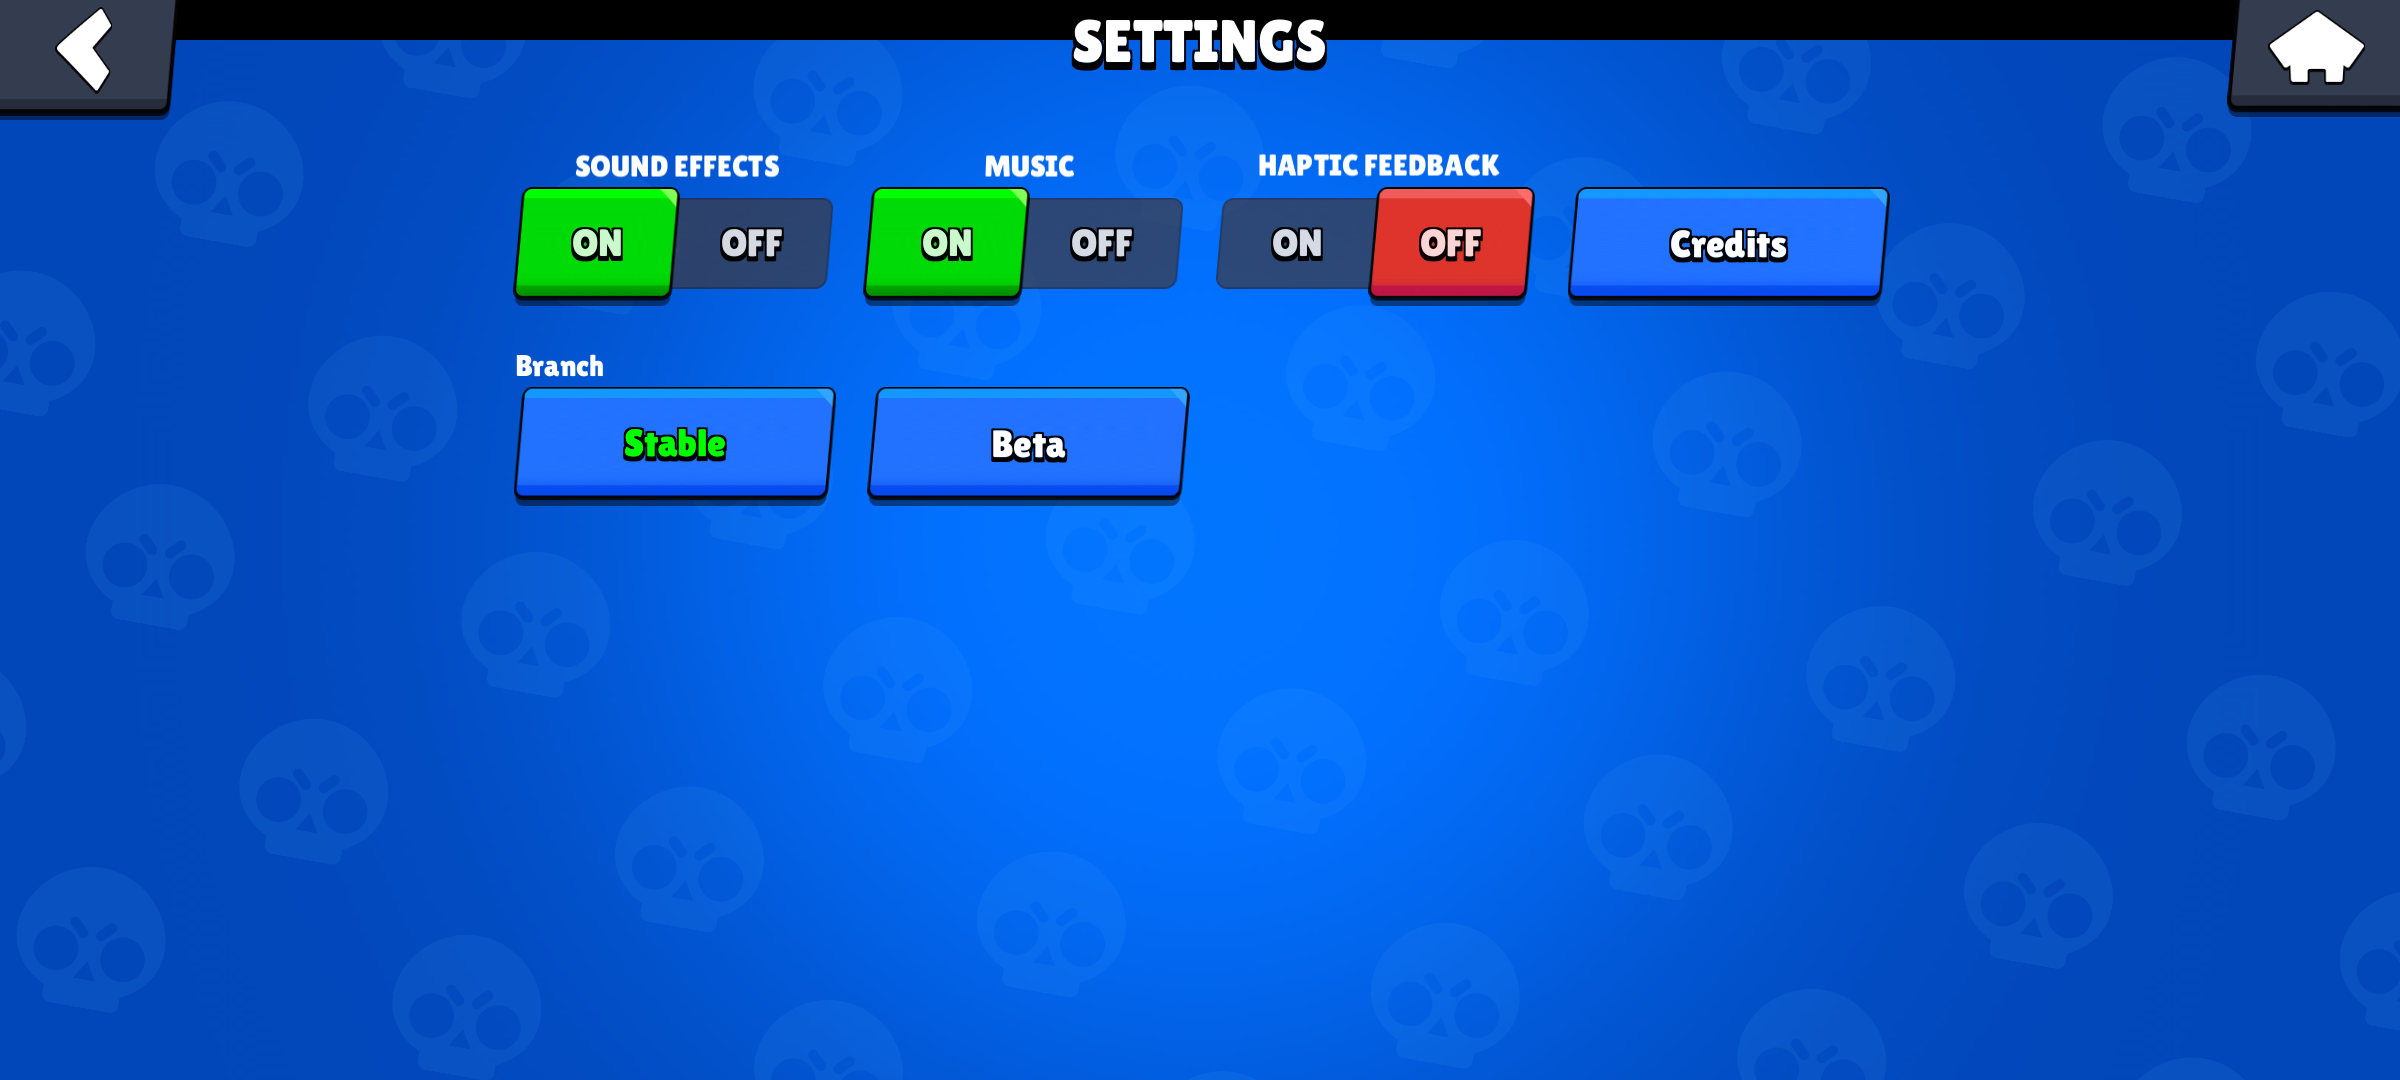 SETTINGS
SOUND EFFECTS
MUSIC
HAPTIC FEEDBACK
ON
OFF
ON
OFF
ON
OFF
Credits
Branch
Stable
Beta